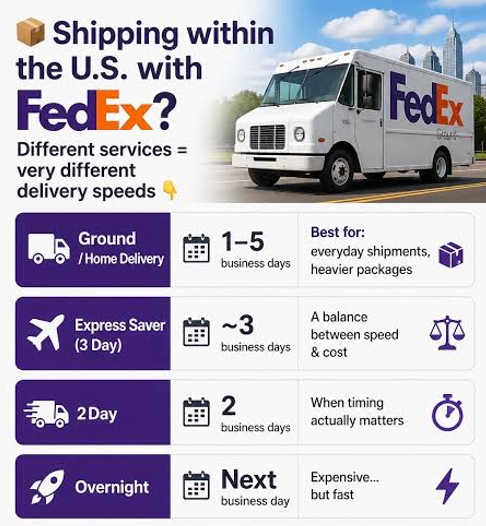 📦 Shipping within
the U.S. with
FedEx?
Different services =
very different
delivery speeds 👇
FedEx
Ground
/ Home Delivery
1–5
business days
Best for:
everyday shipments,
heavier packages
Express Saver
(3 Day)
~3
business days
A balance
between speed
& cost
2 Day
2
business days
When timing
actually matters
Overnight
Next
business day
Expensive...
but fast